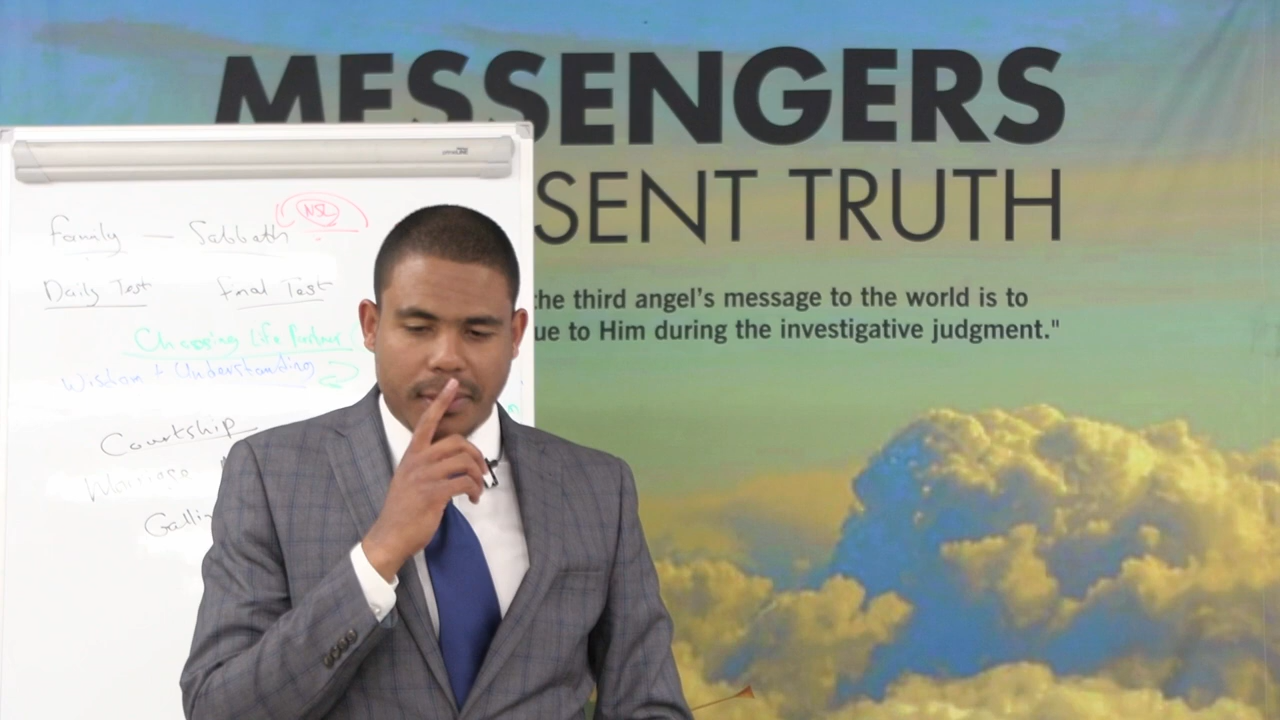 MESSENGERS
SENT TRUTH
the third angel's message to the world is to
ue to Him during the investigative judgment."
Family — Sabbath
NSL
Daily Test Final Test
Choosing Life Partner
Wisdom + Understanding
Courtship